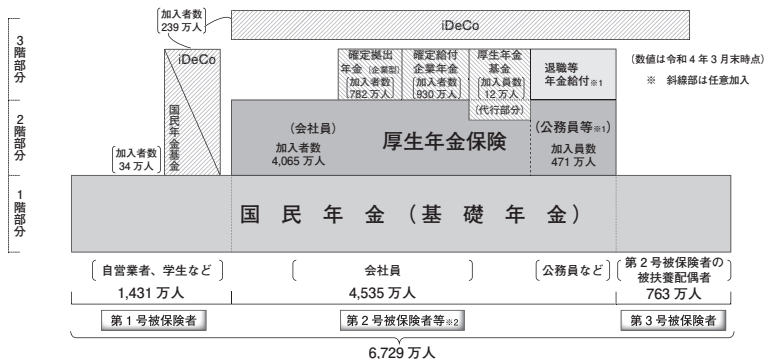 加入者数
239万人
iDeCo
3階部分
iDeCo
国民年金基金
確定拠出
年金（企業型）
加入者数
782万人
確定給付
企業年金
加入者数
930万人
厚生年金
基金
加入員数
12万人
（代行部分）
退職等
年金給付※1
（数値は令和4年3月末時点）
※　斜線部は任意加入
2階部分
加入者数
34万人
（会社員）
加入者数
4,065万人
厚生年金保険
（公務員等※1）
加入員数
471万人
1階部分
国民年金（基礎年金）
自営業者、学生など
会社員
公務員など
第2号被保険者の
被扶養配偶者
1,431万人
4,535万人
763万人
第1号被保険者
第2号被保険者等※2
第3号被保険者
6,729万人